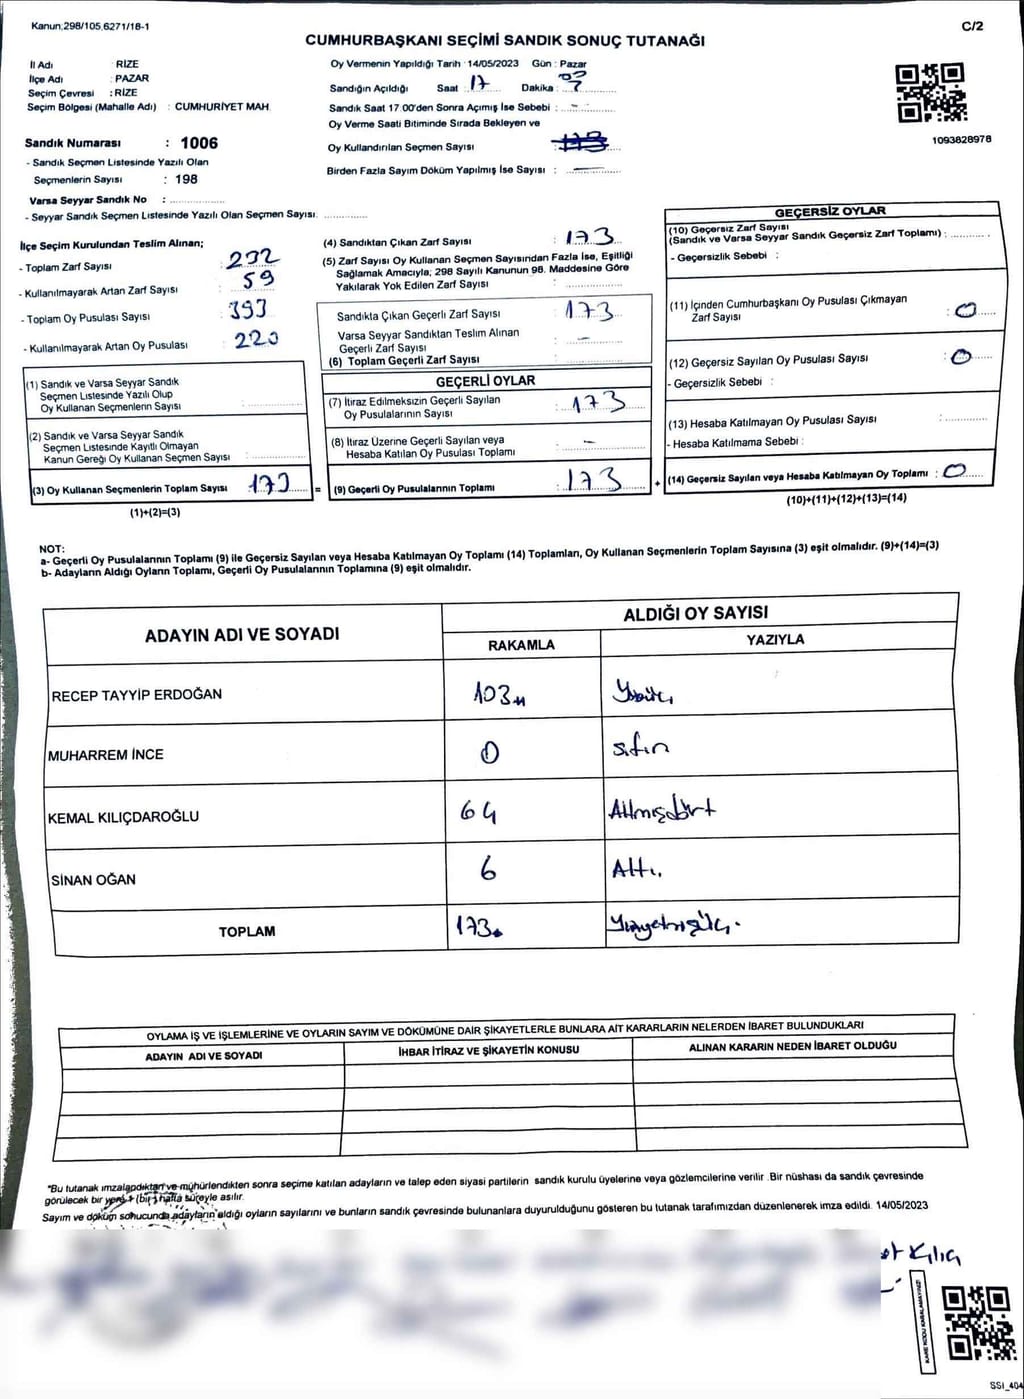 Kanun;298/105,6271/18-1
C/2
CUMHURBAŞKANI SEÇİMİ SANDIK SONUÇ TUTANAĞI
İl Adı : RİZE
İlçe Adı : PAZAR
Seçim Çevresi : RİZE
Seçim Bölgesi (Mahalle Adı) : CUMHURİYET MAH.
Oy Vermenin Yapıldığı Tarih : 14/05/2023 Gün : Pazar
Sandığın Açıldığı Saat : 17 Dakika :
Sandık Saat 17:00'den Sonra Açımış İse Sebebi : -
Oy Verme Saati Bitiminde Sırada Bekleyen ve
Oy Kullandırılan Seçmen Sayısı :
Birden Fazla Sayım Döküm Yapılmış İse Sayısı : —
1093828978
Sandık Numarası : 1006
- Sandık Seçmen Listesinde Yazılı Olan
Seçmenlerin Sayısı : 198
Varsa Seyyar Sandık No :
- Seyyar Sandık Seçmen Listesinde Yazılı Olan Seçmen Sayısı:
İlçe Seçim Kurulundan Teslim Alınan;
- Toplam Zarf Sayısı : 232
- Kullanılmayarak Artan Zarf Sayısı : 59
- Toplam Oy Pusulası Sayısı : 393
- Kullanılmayarak Artan Oy Pusulası : 220
(1) Sandık ve Varsa Seyyar Sandık
Seçmen Listesinde Yazılı Olup
Oy Kullanan Seçmenlerin Sayısı :
(2) Sandık ve Varsa Seyyar Sandık
Seçmen Listesinde Kayıtlı Olmayan
Kanun Gereği Oy Kullanan Seçmen Sayısı :
(3) Oy Kullanan Seçmenlerin Toplam Sayısı : 173 =
(1)+(2)=(3)
(4) Sandıktan Çıkan Zarf Sayısı : 173
(5) Zarf Sayısı Oy Kullanan Seçmen Sayısından Fazla İse, Eşitliği
Sağlamak Amacıyla; 298 Sayılı Kanunun 98. Maddesine Göre
Yakılarak Yok Edilen Zarf Sayısı :
Sandıkta Çıkan Geçerli Zarf Sayısı : 173
Varsa Seyyar Sandıktan Teslim Alınan
Geçerli Zarf Sayısı : -
(6) Toplam Geçerli Zarf Sayısı :
GEÇERLİ OYLAR
(7) İtiraz Edilmeksizin Geçerli Sayılan
Oy Pusulalarının Sayısı : 173
(8) İtiraz Üzerine Geçerli Sayılan veya
Hesaba Katılan Oy Pusulası Toplamı : -
(9) Geçerli Oy Pusulalarının Toplamı : 173 +
GEÇERSİZ OYLAR
(10) Geçersiz Zarf Sayısı
(Sandık ve Varsa Seyyar Sandık Geçersiz Zarf Toplamı) :
- Geçersizlik Sebebi :
(11) İçinden Cumhurbaşkanı Oy Pusulası Çıkmayan
Zarf Sayısı : 0
(12) Geçersiz Sayılan Oy Pusulası Sayısı : 0
- Geçersizlik Sebebi :
(13) Hesaba Katılmayan Oy Pusulası Sayısı :
- Hesaba Katılmama Sebebi :
(14) Geçersiz Sayılan veya Hesaba Katılmayan Oy Toplamı : 0
(10)+(11)+(12)+(13)=(14)
NOT:
a- Geçerli Oy Pusulalarının Toplamı (9) ile Geçersiz Sayılan veya Hesaba Katılmayan Oy Toplamı (14) Toplamları, Oy Kullanan Seçmenlerin Toplam Sayısına (3) eşit olmalıdır. (9)+(14)=(3)
b- Adayların Aldığı Oyların Toplamı, Geçerli Oy Pusulalarının Toplamına (9) eşit olmalıdır.
ADAYIN ADI VE SOYADI ALDIĞI OY SAYISI
RAKAMLA YAZIYLA
RECEP TAYYİP ERDOĞAN 103 Yüzüç
MUHARREM İNCE 0 sıfır
KEMAL KILIÇDAROĞLU 64 Altmışdört
SİNAN OĞAN 6 Altı.
TOPLAM 173 Yüzyetmişüç.
OYLAMA İŞ VE İŞLEMLERİNE VE OYLARIN SAYIM VE DÖKÜMÜNE DAİR ŞİKAYETLERLE BUNLARA AİT KARARLARIN NELERDEN İBARET BULUNDUKLARI
ADAYIN ADI VE SOYADI İHBAR İTİRAZ VE ŞİKAYETİN KONUSU ALINAN KARARIN NEDEN İBARET OLDUĞU
*Bu tutanak imzalandıktan ve mühürlendikten sonra seçime katılan adayların ve talep eden siyasi partilerin sandık kurulu üyelerine veya gözlemcilerine verilir. Bir nüshası da sandık çevresinde
görülecek bir yere 1 (bir) hafta süreyle asılır.
Sayım ve döküm sonucunda adayların aldığı oyların sayılarını ve bunların sandık çevresinde bulunanlara duyurulduğunu gösteren bu tutanak tarafımızdan düzenlenerek imza edildi. 14/05/2023
et Kılıç
KARE KODU KARALAMAYINIZ!
SSİ_404